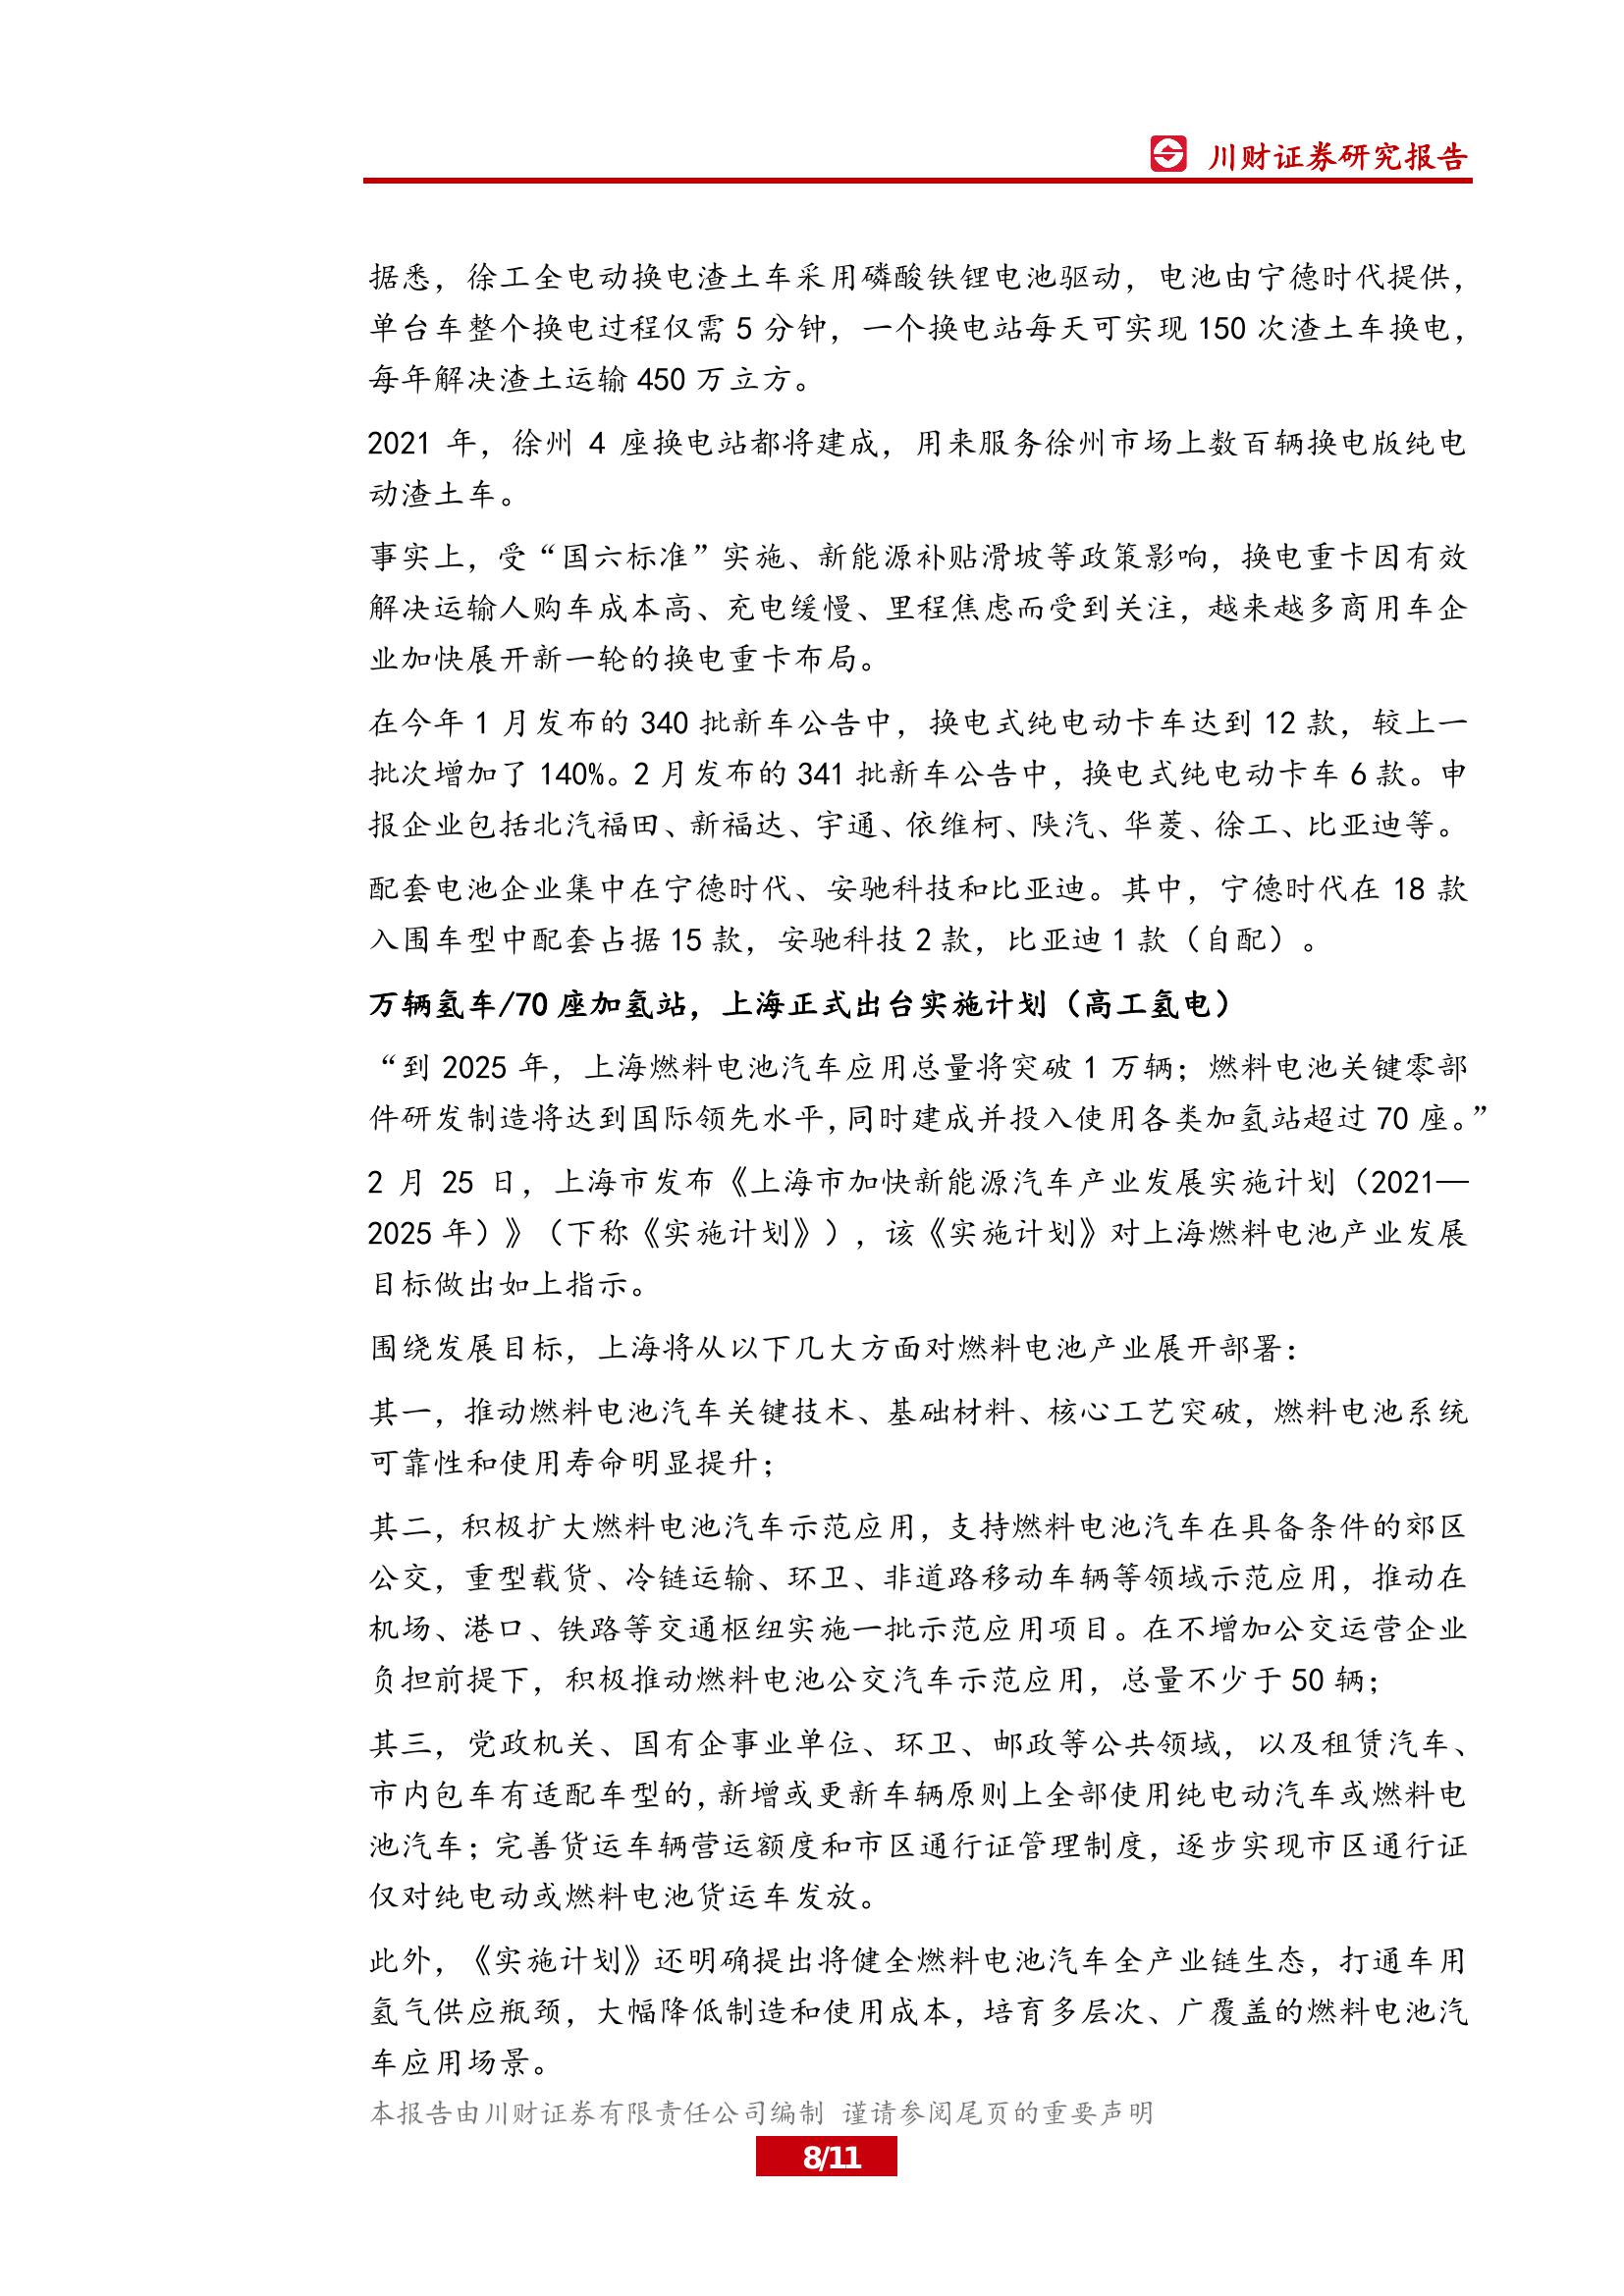 川财证券研究报告
据悉，徐工全电动换电渣土车采用磷酸铁锂电池驱动，电池由宁德时代提供，
单台车整个换电过程仅需 5 分钟，一个换电站每天可实现 150 次渣土车换电，
每年解决渣土运输 450 万立方。
2021 年，徐州 4 座换电站都将建成，用来服务徐州市场上数百辆换电版纯电
动渣土车。
事实上，受“国六标准”实施、新能源补贴滑坡等政策影响，换电重卡因有效
解决运输人购车成本高、充电缓慢、里程焦虑而受到关注，越来越多商用车企
业加快展开新一轮的换电重卡布局。
在今年 1 月发布的 340 批新车公告中，换电式纯电动卡车达到 12 款，较上一
批次增加了 140%。2 月发布的 341 批新车公告中，换电式纯电动卡车 6 款。申
报企业包括北汽福田、新福达、宇通、依维柯、陕汽、华菱、徐工、比亚迪等。
配套电池企业集中在宁德时代、安驰科技和比亚迪。其中，宁德时代在 18 款
入围车型中配套占据 15 款，安驰科技 2 款，比亚迪 1 款（自配）。
万辆氢车/70 座加氢站，上海正式出台实施计划（高工氢电）
“到 2025 年，上海燃料电池汽车应用总量将突破 1 万辆；燃料电池关键零部
件研发制造将达到国际领先水平，同时建成并投入使用各类加氢站超过 70 座。”
2 月 25 日，上海市发布《上海市加快新能源汽车产业发展实施计划（2021—
2025 年）》（下称《实施计划》），该《实施计划》对上海燃料电池产业发展
目标做出如上指示。
围绕发展目标，上海将从以下几大方面对燃料电池产业展开部署：
其一，推动燃料电池汽车关键技术、基础材料、核心工艺突破，燃料电池系统
可靠性和使用寿命明显提升；
其二，积极扩大燃料电池汽车示范应用，支持燃料电池汽车在具备条件的郊区
公交，重型载货、冷链运输、环卫、非道路移动车辆等领域示范应用，推动在
机场、港口、铁路等交通枢纽实施一批示范应用项目。在不增加公交运营企业
负担前提下，积极推动燃料电池公交汽车示范应用，总量不少于 50 辆；
其三，党政机关、国有企事业单位、环卫、邮政等公共领域，以及租赁汽车、
市内包车有适配车型的，新增或更新车辆原则上全部使用纯电动汽车或燃料电
池汽车；完善货运车辆营运额度和市区通行证管理制度，逐步实现市区通行证
仅对纯电动或燃料电池货运车发放。
此外，《实施计划》还明确提出将健全燃料电池汽车全产业链生态，打通车用
氢气供应瓶颈，大幅降低制造和使用成本，培育多层次、广覆盖的燃料电池汽
车应用场景。
本报告由川财证券有限责任公司编制 谨请参阅尾页的重要声明
8/11